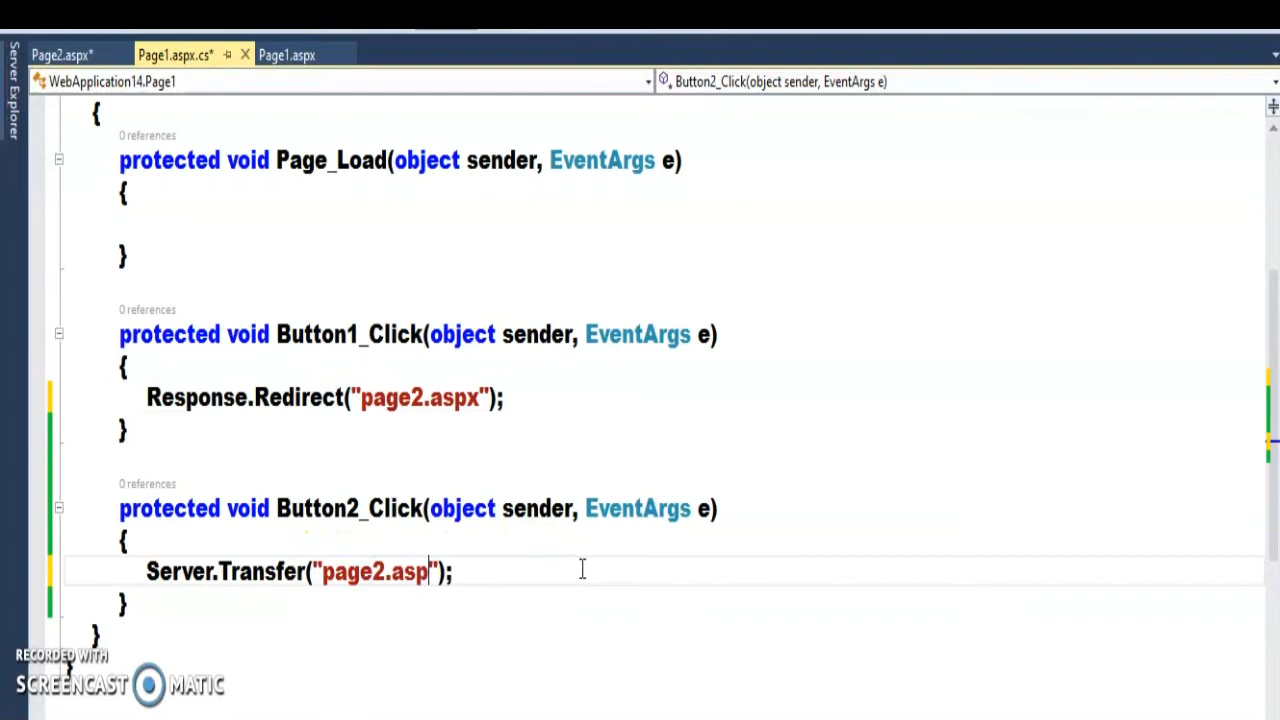 Server Explorer
Page2.aspx*
Page1.aspx.cs*
Page1.aspx
WebApplication14.Page1
Button2_Click(object sender, EventArgs e)
{
0 references
protected void Page_Load(object sender, EventArgs e)
{
}
0 references
protected void Button1_Click(object sender, EventArgs e)
{
Response.Redirect("page2.aspx");
}
0 references
protected void Button2_Click(object sender, EventArgs e)
{
Server.Transfer("page2.asp");
}
}
}
RECORDED WITH
SCREENCAST MATIC